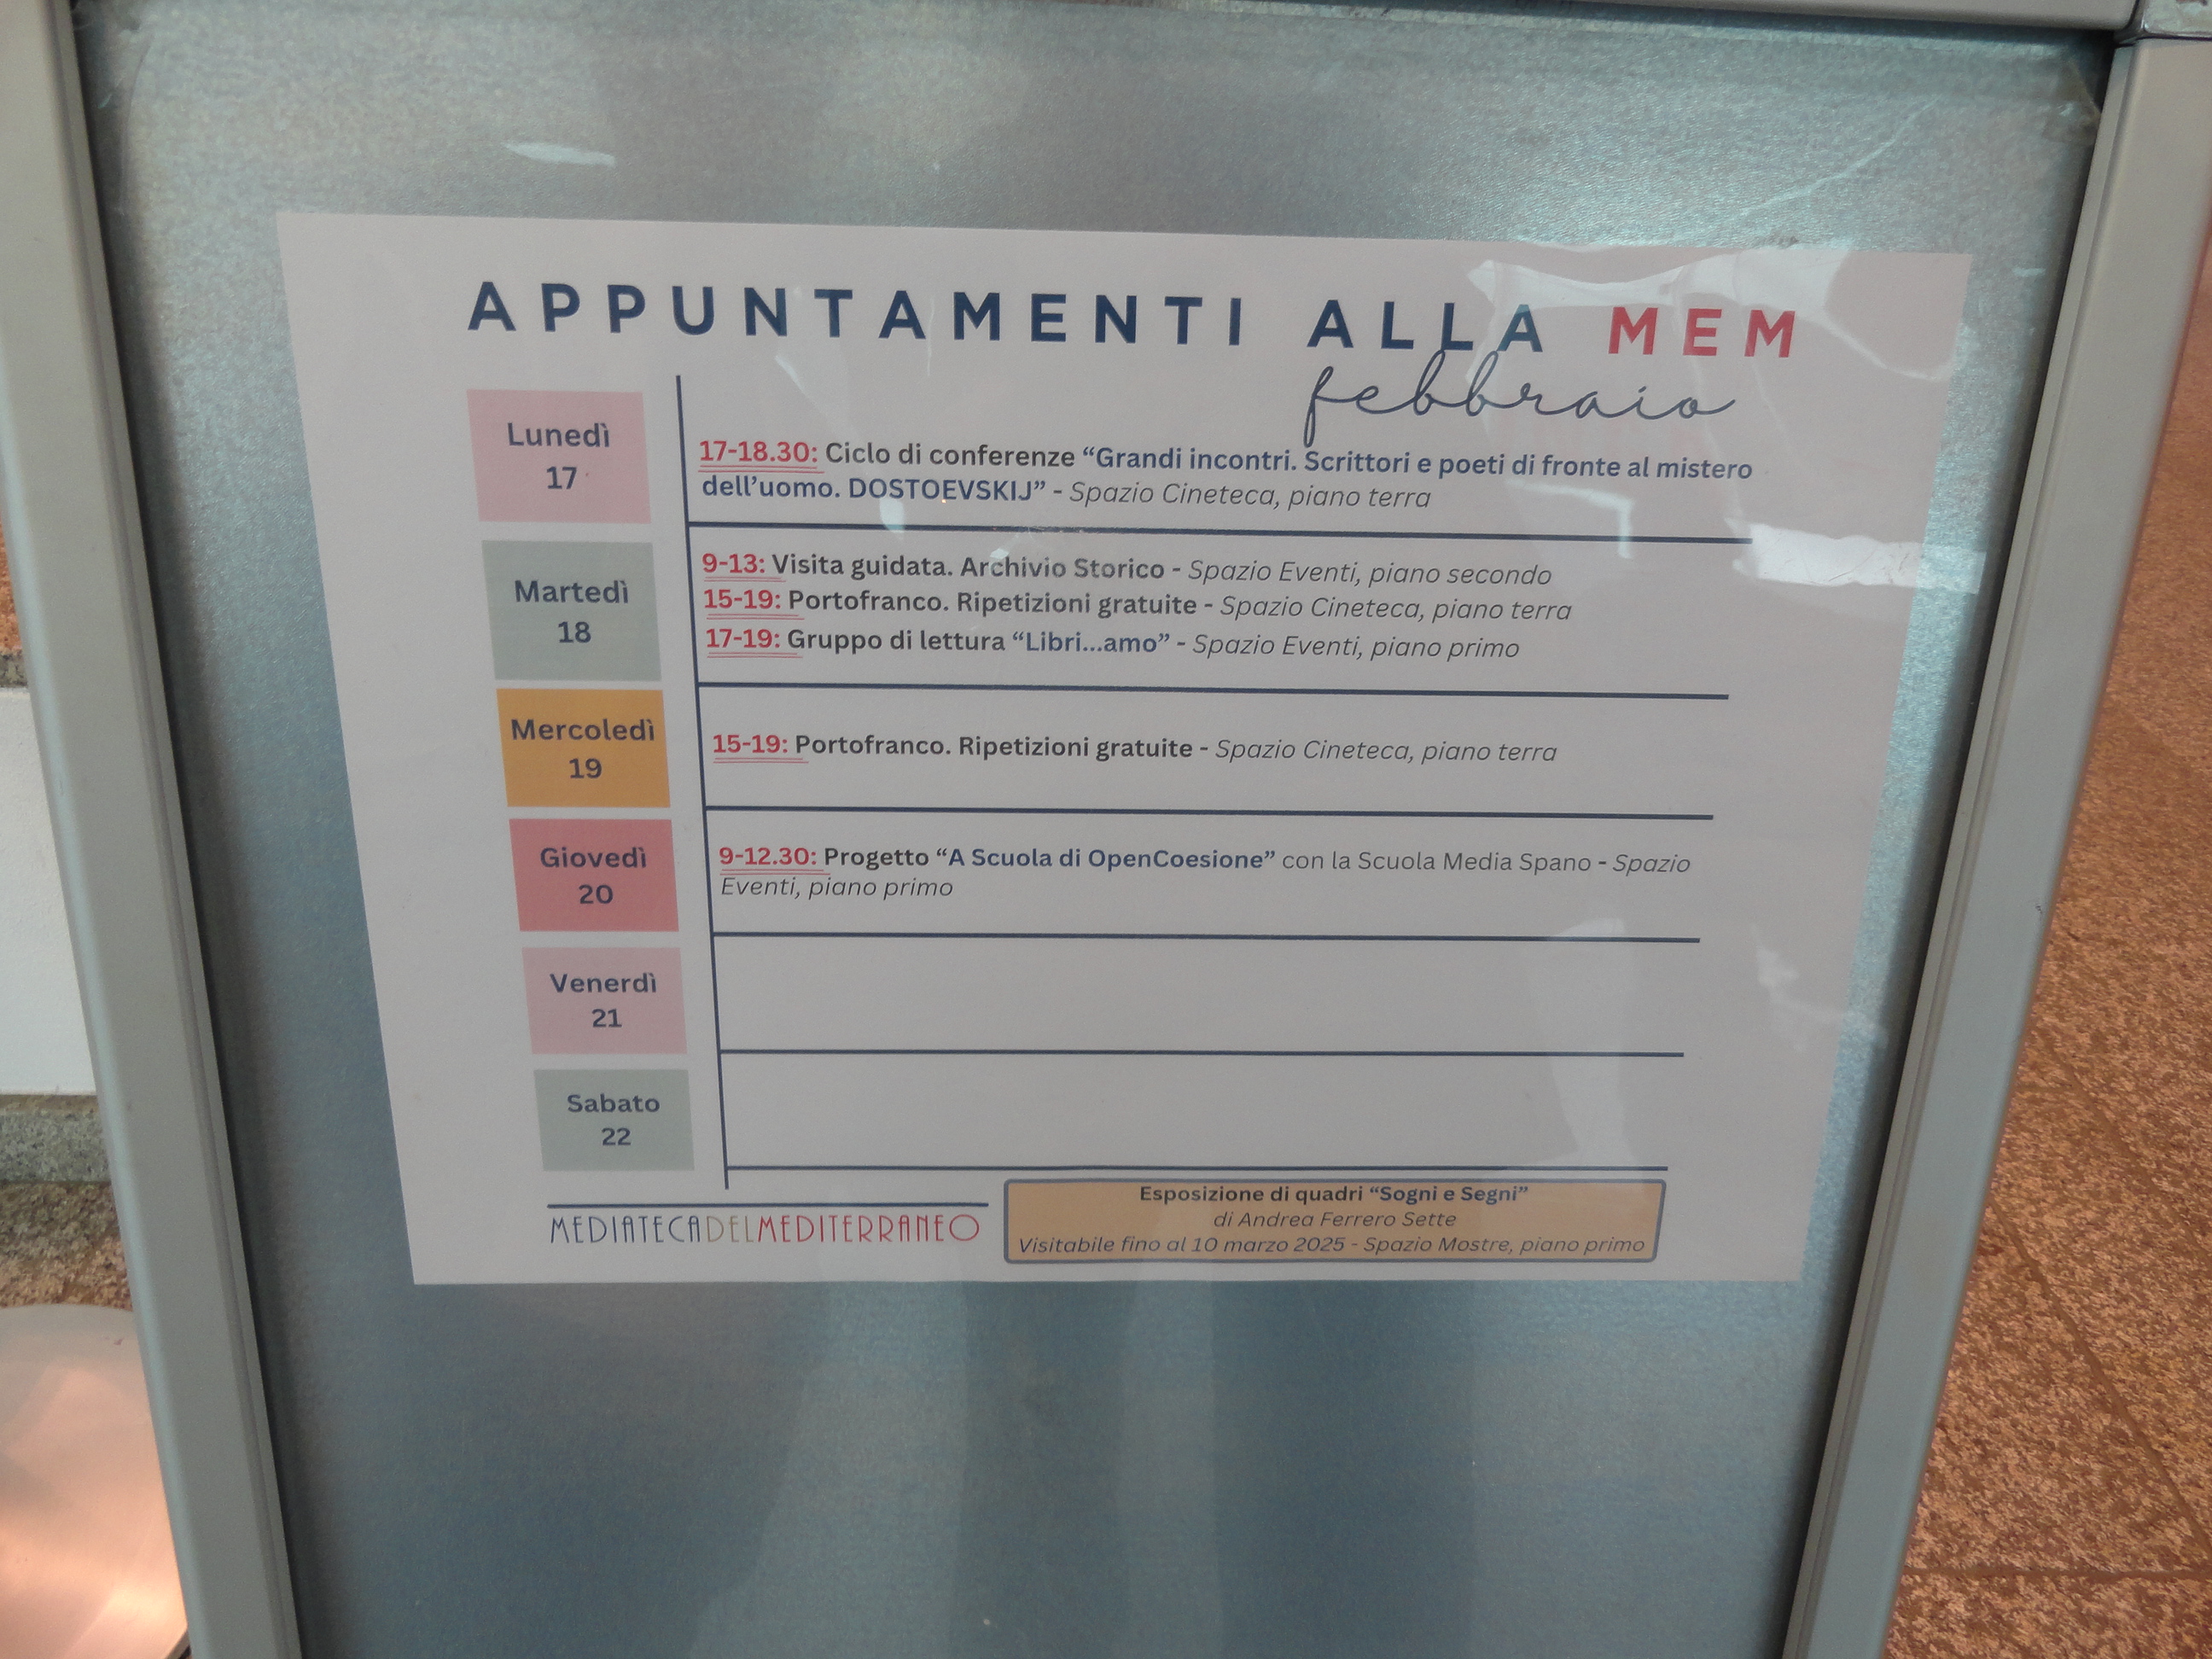 APPUNTAMENTI ALLA MEM
febbraio
Lunedì
17
17-18.30: Ciclo di conferenze “Grandi incontri. Scrittori e poeti di fronte al mistero
dell’uomo. DOSTOEVSKIJ” - Spazio Cineteca, piano terra
Martedì
18
9-13: Visita guidata. Archivio Storico - Spazio Eventi, piano secondo
15-19: Portofranco. Ripetizioni gratuite - Spazio Cineteca, piano terra
17-19: Gruppo di lettura “Libri...amo” - Spazio Eventi, piano primo
Mercoledì
19
15-19: Portofranco. Ripetizioni gratuite - Spazio Cineteca, piano terra
Giovedì
20
9-12.30: Progetto “A Scuola di OpenCoesione” con la Scuola Media Spano - Spazio
Eventi, piano primo
Venerdì
21
Sabato
22
MEDIATECADELMEDITERRANEO
Esposizione di quadri “Sogni e Segni”
di Andrea Ferrero Sette
Visitabile fino al 10 marzo 2025 - Spazio Mostre, piano primo